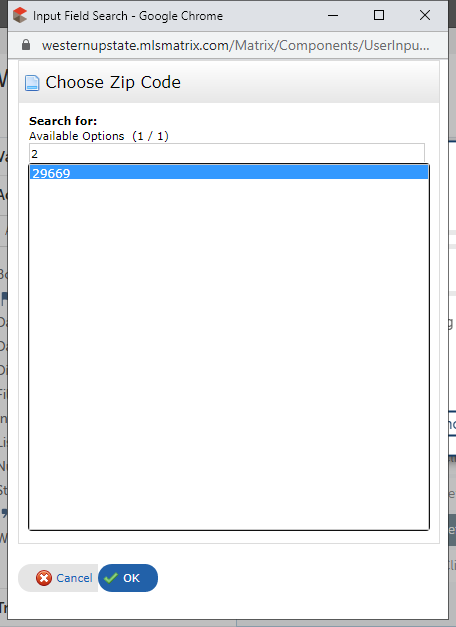 Input Field Search - Google Chrome
westernupstate.mlsmatrix.com/Matrix/Components/UserInpu...
Choose Zip Code
Search for:
Available Options (1 / 1)
2
29669
Cancel
OK